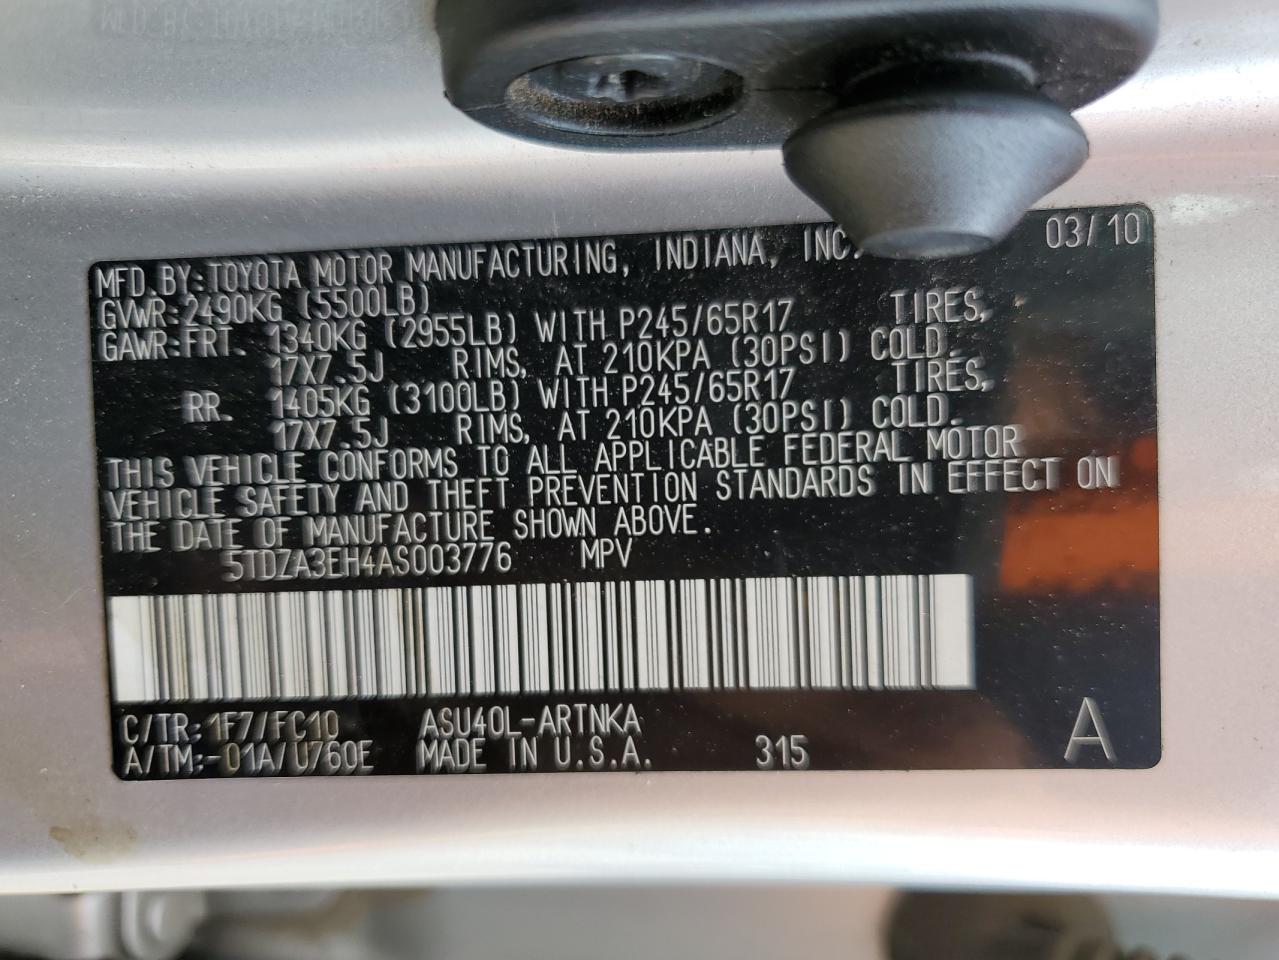 MFD. BY: TOYOTA MOTOR MANUFACTURING, INDIANA, INC. 03/10
GVWR: 2490KG (5500LB)
GAWR: FRT. 1340KG (2955LB) WITH P245/65R17 TIRES,
17X7.5J RIMS, AT 210KPA (30PSI) COLD.
RR. 1405KG (3100LB) WITH P245/65R17 TIRES,
17X7.5J RIMS, AT 210KPA (30PSI) COLD.
THIS VEHICLE CONFORMS TO ALL APPLICABLE FEDERAL MOTOR
VEHICLE SAFETY AND THEFT PREVENTION STANDARDS IN EFFECT ON
THE DATE OF MANUFACTURE SHOWN ABOVE.
5TDZA3EH4AS003776 MPV
C/TR: 1F7/FC10 ASU40L-ARTNKA
A/TM: -01A/U760E MADE IN U.S.A. 315 A